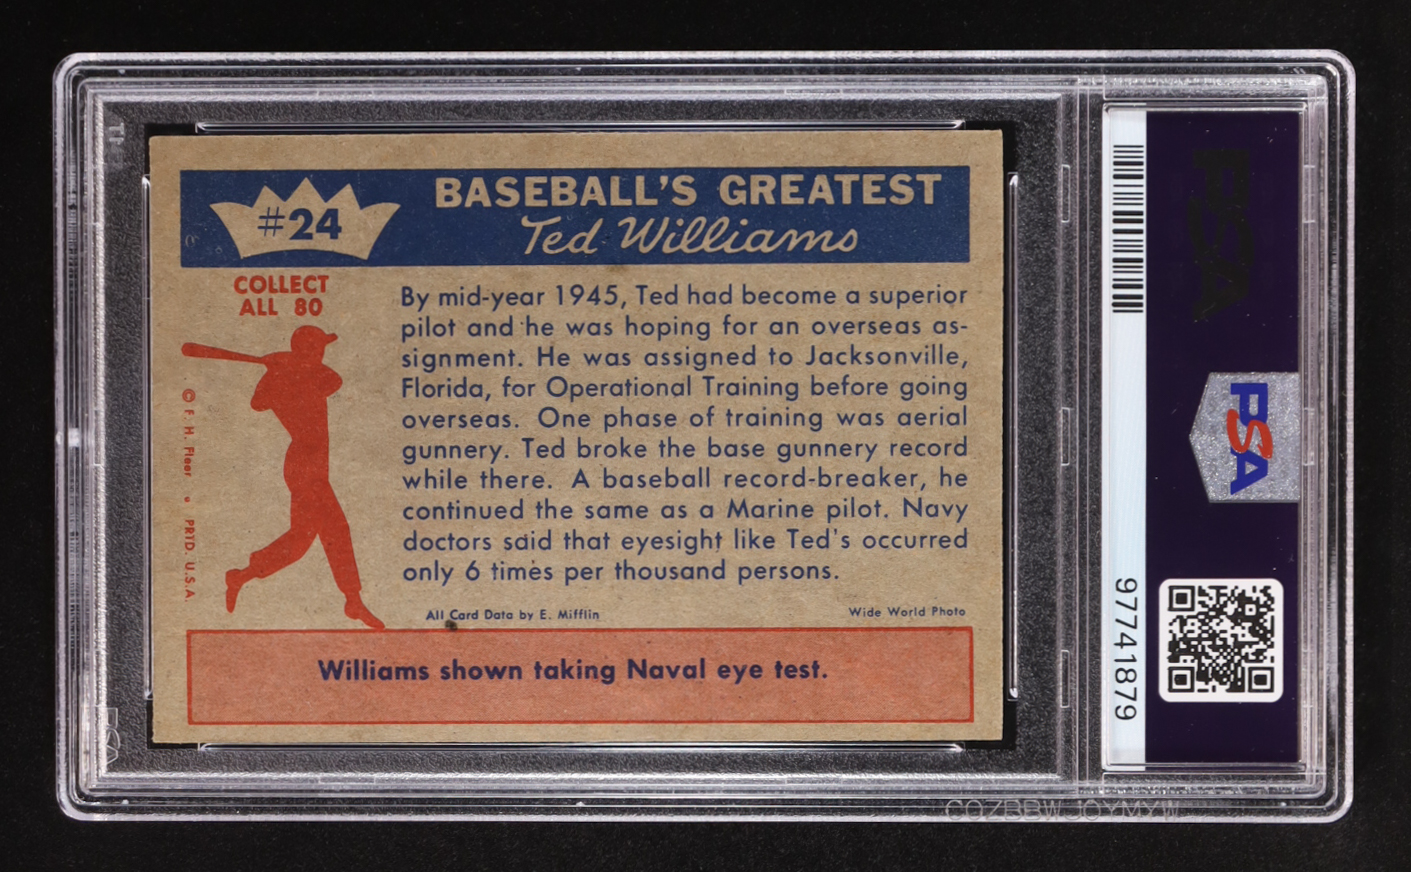 #24
BASEBALL'S GREATEST
Ted Williams
COLLECT
ALL 80
By mid-year 1945, Ted had become a superior
pilot and he was hoping for an overseas as-
signment. He was assigned to Jacksonville,
Florida, for Operational Training before going
overseas. One phase of training was aerial
gunnery. Ted broke the base gunnery record
while there. A baseball record-breaker, he
continued the same as a Marine pilot. Navy
doctors said that eyesight like Ted's occurred
only 6 times per thousand persons.
© F. H. Fleer PRTD. U.S.A.
All Card Data by E. Mifflin
Wide World Photo
Williams shown taking Naval eye test.
PSA
PSA
97741879